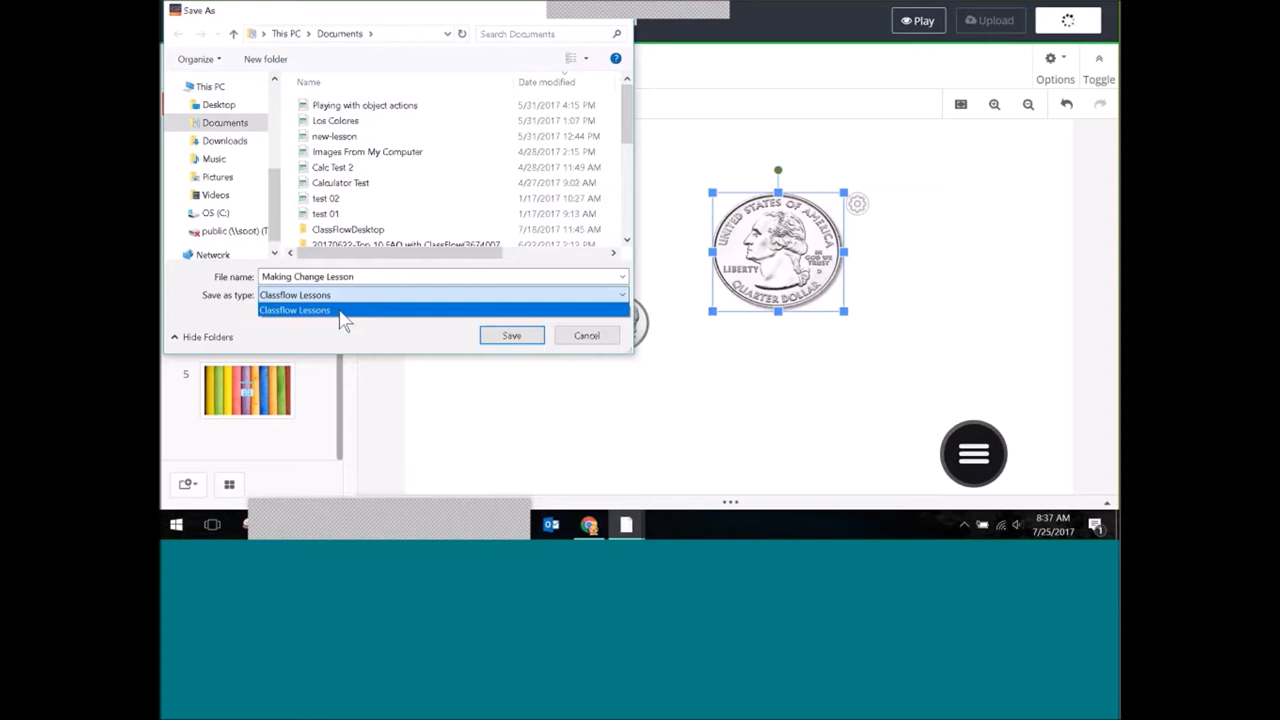 Save As
This PC
Documents
Search Documents
Organize
New folder
This PC
Desktop
Documents
Downloads
Music
Pictures
Videos
OS (C:)
public (\\soot) (T
Network
Name
Date modified
Playing with object actions
5/31/2017 4:15 PM
Los Colores
5/31/2017 1:07 PM
new-lesson
5/31/2017 12:44 PM
Images From My Computer
4/28/2017 2:15 PM
Calc Test 2
4/28/2017 11:49 AM
Calculator Test
4/27/2017 9:02 AM
test 02
1/17/2017 10:27 AM
test 01
1/17/2017 9:13 AM
ClassFlowDesktop
7/18/2017 11:45 AM
File name:
Making Change Lesson
Save as type:
Classflow Lessons
Classflow Lessons
Hide Folders
Save
Cancel
Play
Upload
Options
Toggle
UNITED STATES OF AMERICA
LIBERTY
IN
GOD WE
TRUST
D
QUARTER DOLLAR
5
8:37 AM
7/25/2017
1